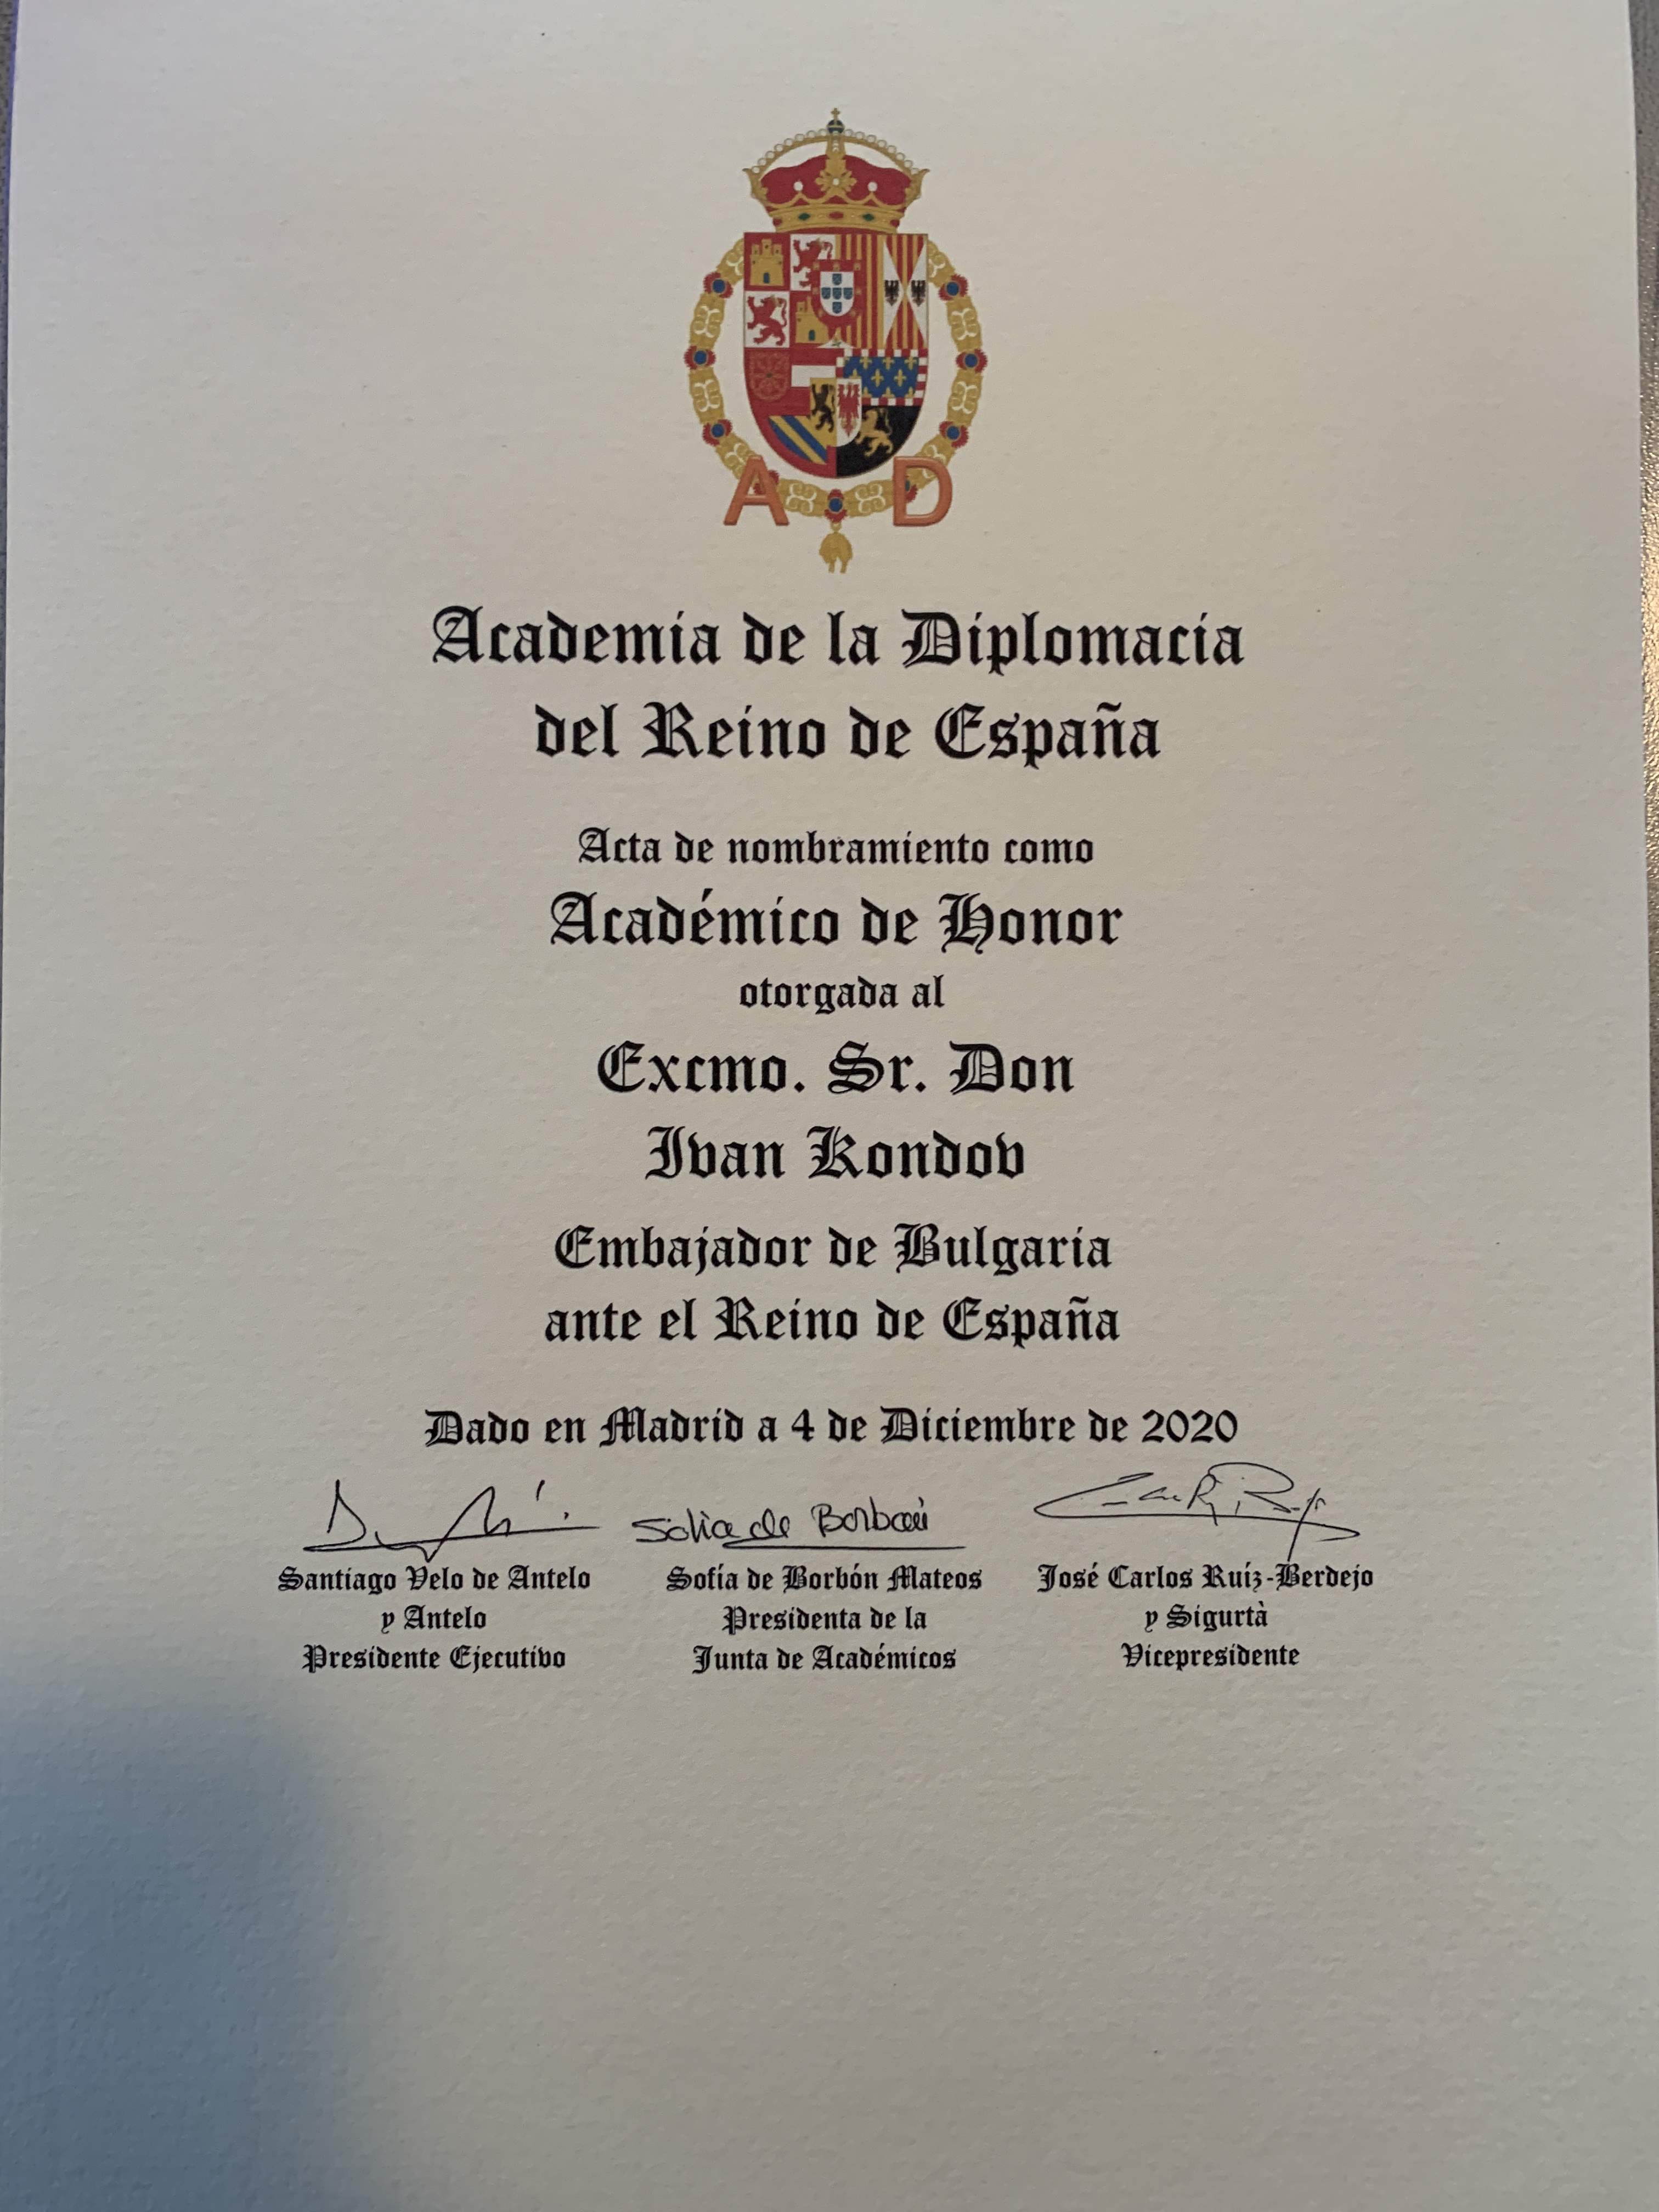 A D
Academia de la Diplomacia
del Reino de España
Acta de nombramiento como
Académico de Honor
otorgada al
Excmo. Sr. Don
Ivan Kondov
Embajador de Bulgaria
ante el Reino de España
Dado en Madrid a 4 de Diciembre de 2020
Sofia de Borbón
Santiago Velo de Antelo
y Antelo
Presidente Ejecutivo
Sofía de Borbón Mateos
Presidenta de la
Junta de Académicos
José Carlos Ruíz-Berdejo
y Sigurtà
Vicepresidente